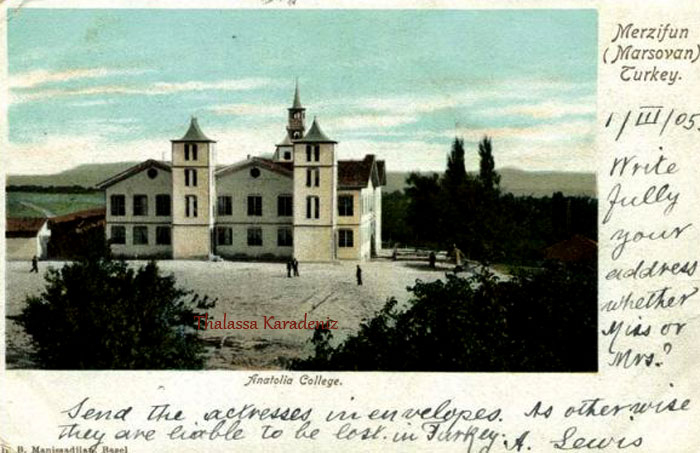 Merzifun
(Marsovan)
Turkey.
1/III/05
Write
fully
your
address
whether
Miss or
Mrs.?
Thalassa Karadeniz
Anatolia College.
Send the actresses in envelopes. As otherwise
they are liable to be lost. in Turkey. A. Lewis
B. Manissadjian, Basel